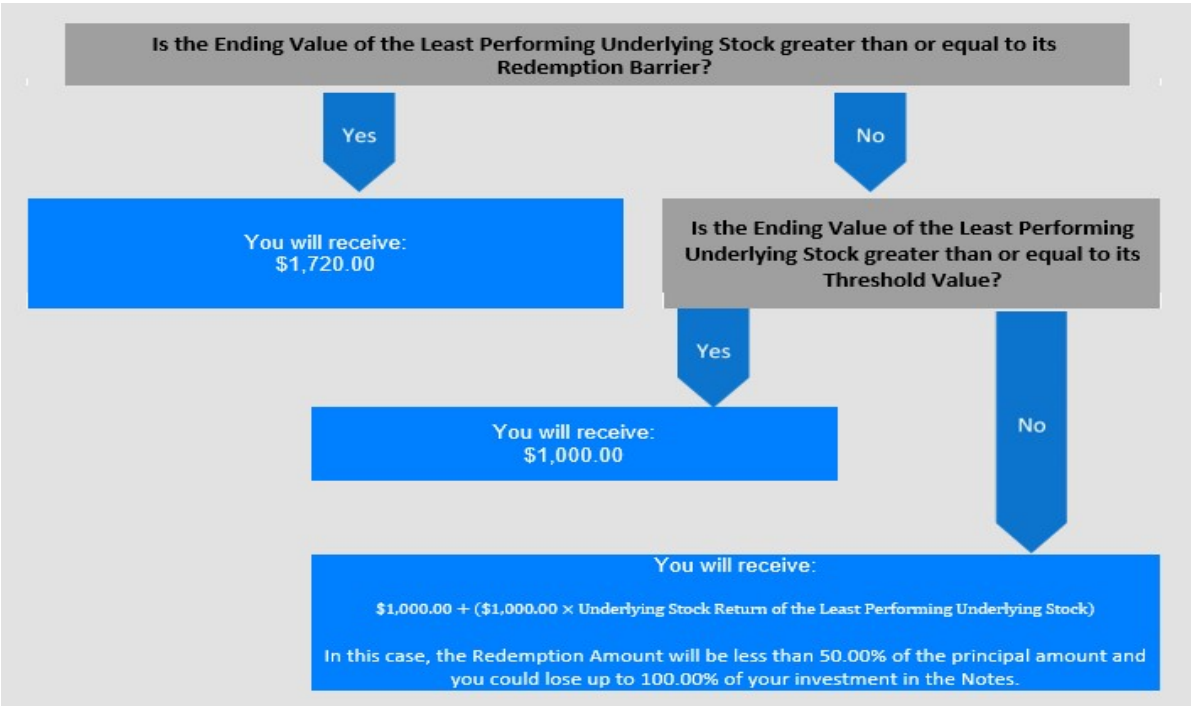 Is the Ending Value of the Least Performing Underlying Stock greater than or equal to its
Redemption Barrier?
Yes
No
You will receive:
$1,720.00
Is the Ending Value of the Least Performing
Underlying Stock greater than or equal to its
Threshold Value?
Yes
No
You will receive:
$1,000.00
You will receive:
$1,000.00 + ($1,000.00 × Underlying Stock Return of the Least Performing Underlying Stock)
In this case, the Redemption Amount will be less than 50.00% of the principal amount and
you could lose up to 100.00% of your investment in the Notes.